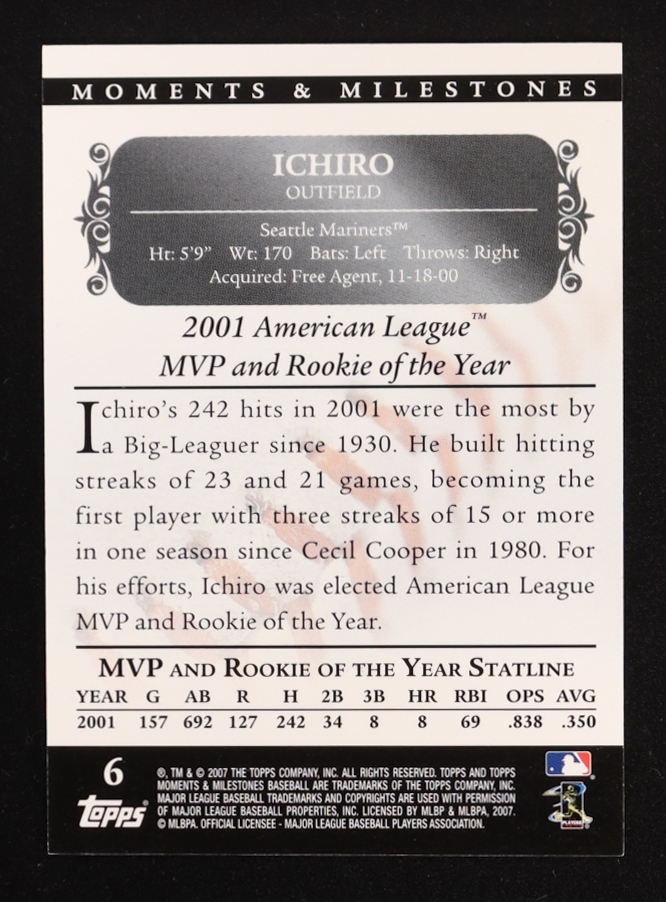 MOMENTS & MILESTONES
ICHIRO
OUTFIELD
Seattle Mariners™
Ht: 5'9" Wt: 170 Bats: Left Throws: Right
Acquired: Free Agent, 11-18-00
2001 American League™
MVP and Rookie of the Year
Ichiro's 242 hits in 2001 were the most by
a Big-Leaguer since 1930. He built hitting
streaks of 23 and 21 games, becoming the
first player with three streaks of 15 or more
in one season since Cecil Cooper in 1980. For
his efforts, Ichiro was elected American League
MVP and Rookie of the Year.
MVP AND ROOKIE OF THE YEAR STATLINE
YEAR G AB R H 2B 3B HR RBI OPS AVG
2001 157 692 127 242 34 8 8 69 .838 .350
6
Topps
®, TM & © 2007 THE TOPPS COMPANY, INC. ALL RIGHTS RESERVED. TOPPS AND TOPPS
MOMENTS & MILESTONES BASEBALL ARE TRADEMARKS OF THE TOPPS COMPANY, INC.
MAJOR LEAGUE BASEBALL TRADEMARKS AND COPYRIGHTS ARE USED WITH PERMISSION
OF MAJOR LEAGUE BASEBALL PROPERTIES, INC. LICENSED BY MLBP & MLBPA, 2007.
© MLBPA. OFFICIAL LICENSEE - MAJOR LEAGUE BASEBALL PLAYERS ASSOCIATION.